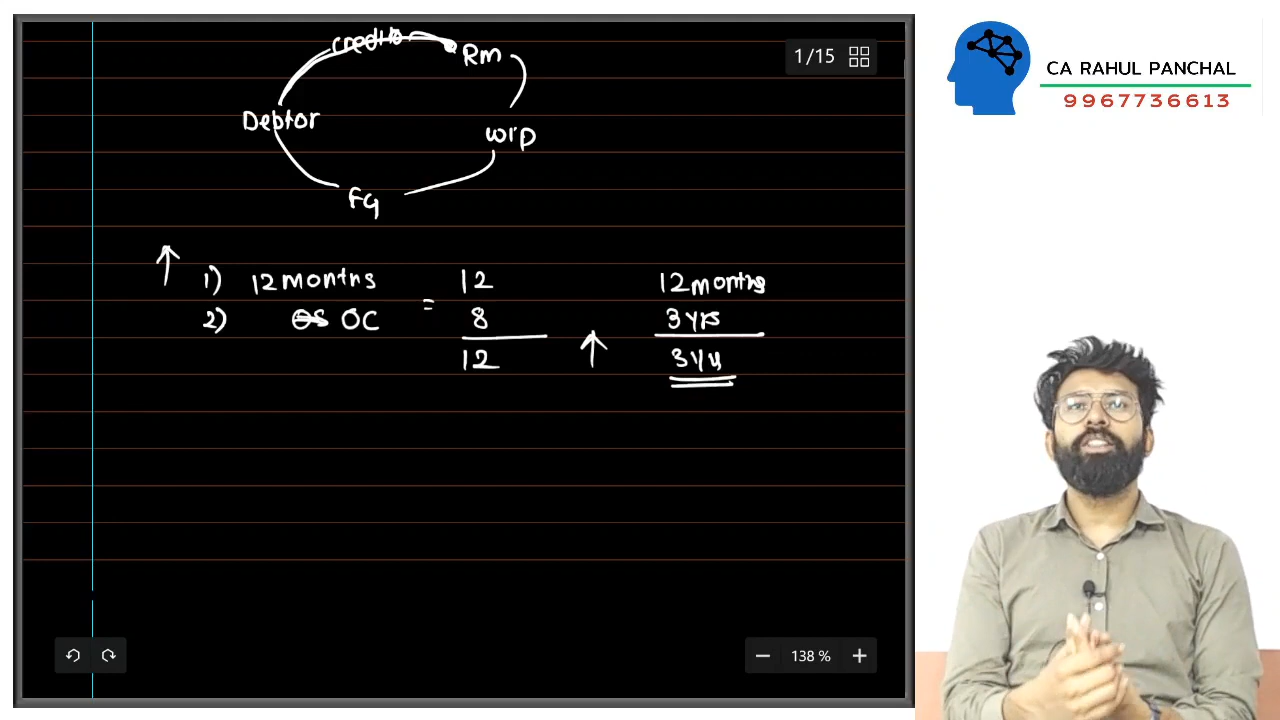 credito
Rm
Debtor
WIP
FG
1) 12 months = 12 12 months
2) OC 8 3 yrs
12 3 yrs
1/15
138 %
CA RAHUL PANCHAL
9967736613